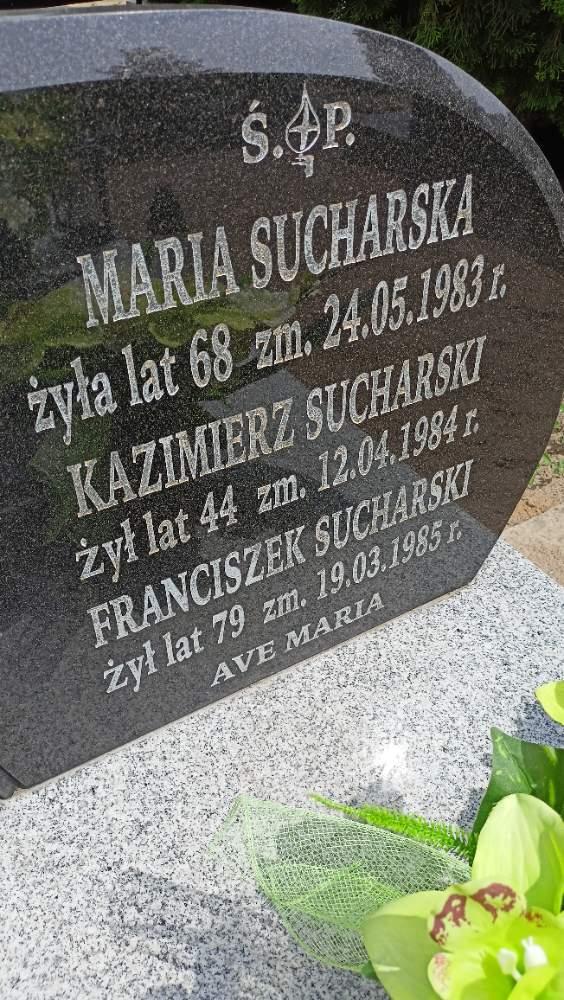 Ś. P.
MARIA SUCHARSKA
żyła lat 68 zm. 24.05.1983 r.
KAZIMIERZ SUCHARSKI
żył lat 44 zm. 12.04.1984 r.
FRANCISZEK SUCHARSKI
żył lat 79 zm. 19.03.1985 r.
AVE MARIA